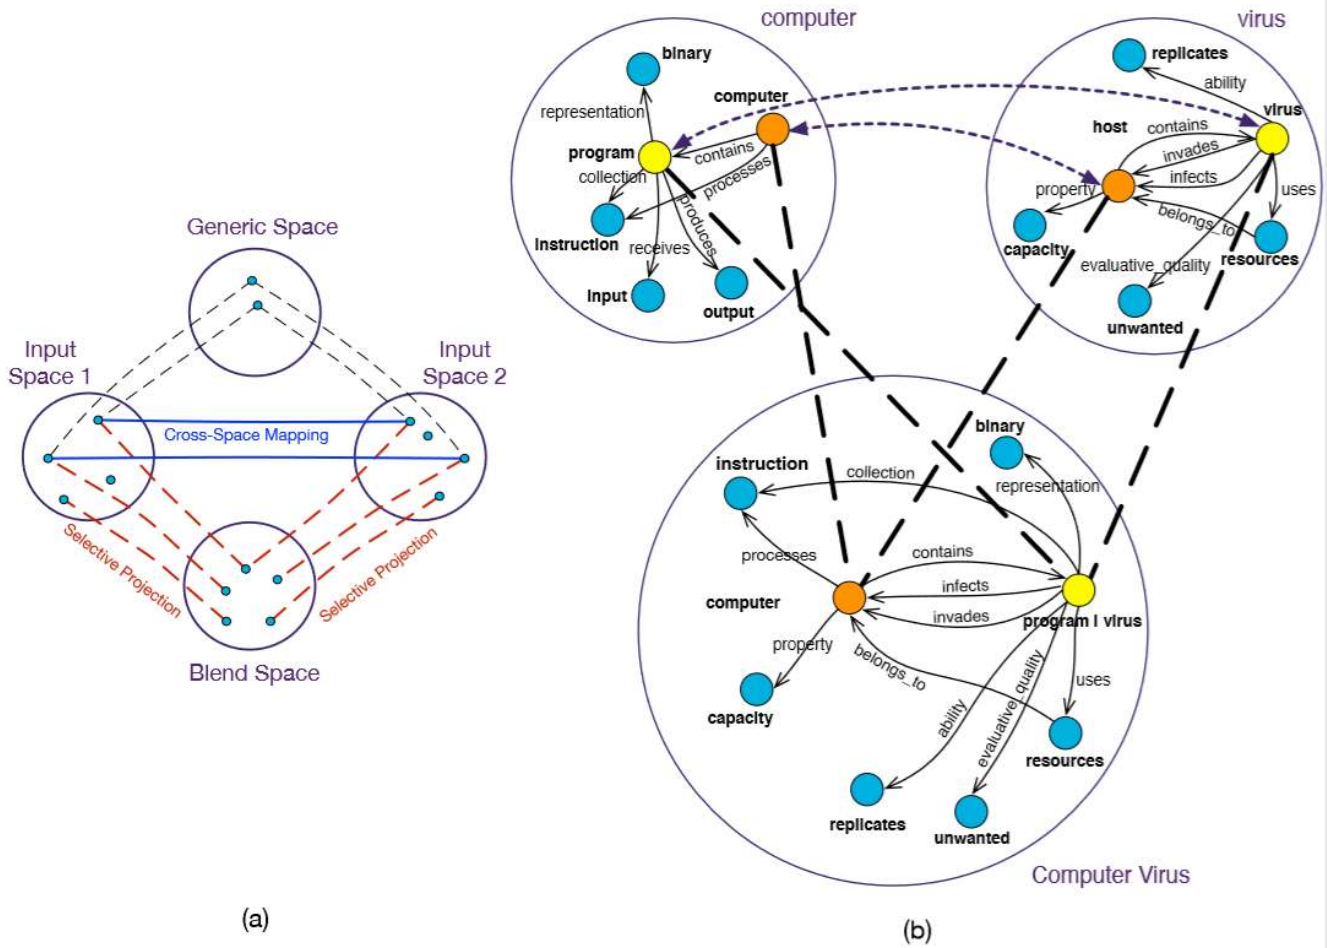 Generic Space
Input
Space 1
Input
Space 2
Cross-Space Mapping
Selective Projection
Selective Projection
Blend Space
(a)
computer
binary
representation
computer
program
contains
collection
processes
instruction
produces
receives
input
output
virus
replicates
ability
virus
host
contains
invades
infects
property
uses
belongs_to
capacity
resources
evaluative_quality
unwanted
binary
instruction
collection
representation
processes
contains
infects
computer
invades
program | virus
property
belongs_to
uses
capacity
ability
evaluative_quality
resources
replicates
unwanted
Computer Virus
(b)